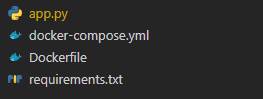 app.py
docker-compose.yml
Dockerfile
requirements.txt